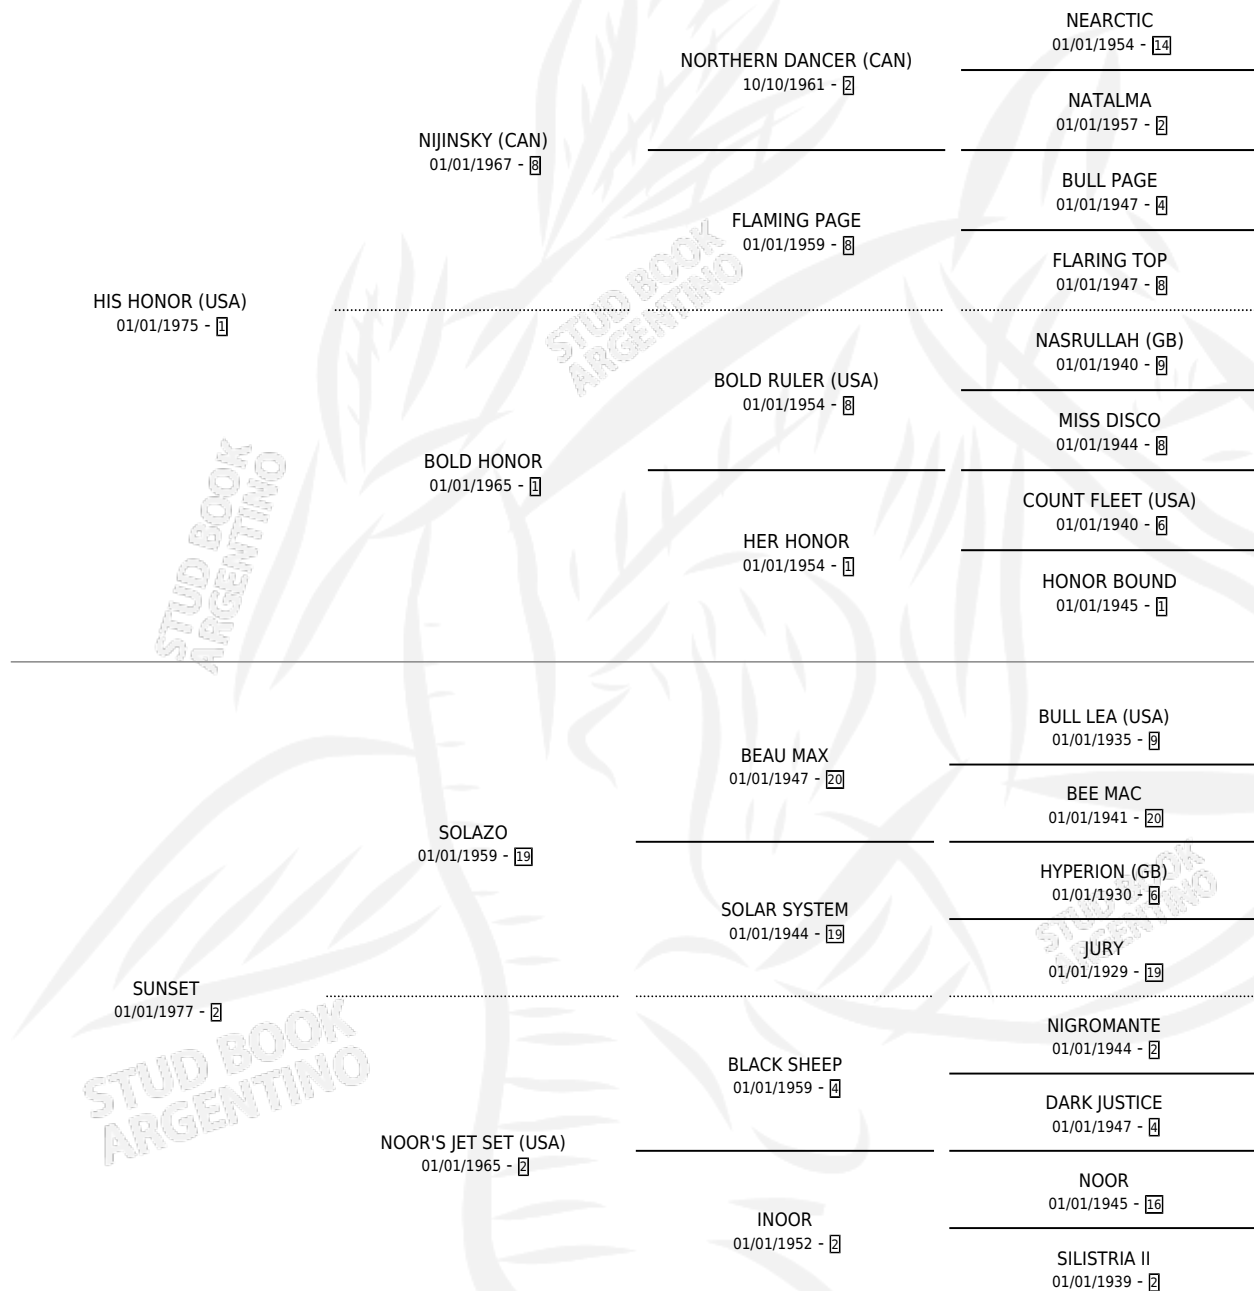 NEARCTIC
01/01/1954 - 14
NORTHERN DANCER (CAN)
10/10/1961 - 2
NATALMA
01/01/1957 - 2
NIJINSKY (CAN)
01/01/1967 - 8
BULL PAGE
01/01/1947 - 4
FLAMING PAGE
01/01/1959 - 8
FLARING TOP
01/01/1947 - 8
HIS HONOR (USA)
01/01/1975 - 1
NASRULLAH (GB)
01/01/1940 - 9
BOLD RULER (USA)
01/01/1954 - 8
MISS DISCO
01/01/1944 - 8
BOLD HONOR
01/01/1965 - 1
COUNT FLEET (USA)
01/01/1940 - 6
HER HONOR
01/01/1954 - 1
HONOR BOUND
01/01/1945 - 1
STUD BOOK
ARGENTINO
STUD BOOK
ARGENTINO
BULL LEA (USA)
01/01/1935 - 9
BEAU MAX
01/01/1947 - 20
BEE MAC
01/01/1941 - 20
SOLAZO
01/01/1959 - 19
HYPERION (GB)
01/01/1930 - 6
SOLAR SYSTEM
01/01/1944 - 19
JURY
01/01/1929 - 19
SUNSET
01/01/1977 - 2
NIGROMANTE
01/01/1944 - 2
BLACK SHEEP
01/01/1959 - 4
DARK JUSTICE
01/01/1947 - 4
NOOR'S JET SET (USA)
01/01/1965 - 2
NOOR
01/01/1945 - 16
INOOR
01/01/1952 - 2
SILISTRIA II
01/01/1939 - 2
STUD BOOK
ARGENTINO
STUD BOOK
ARGENTINO